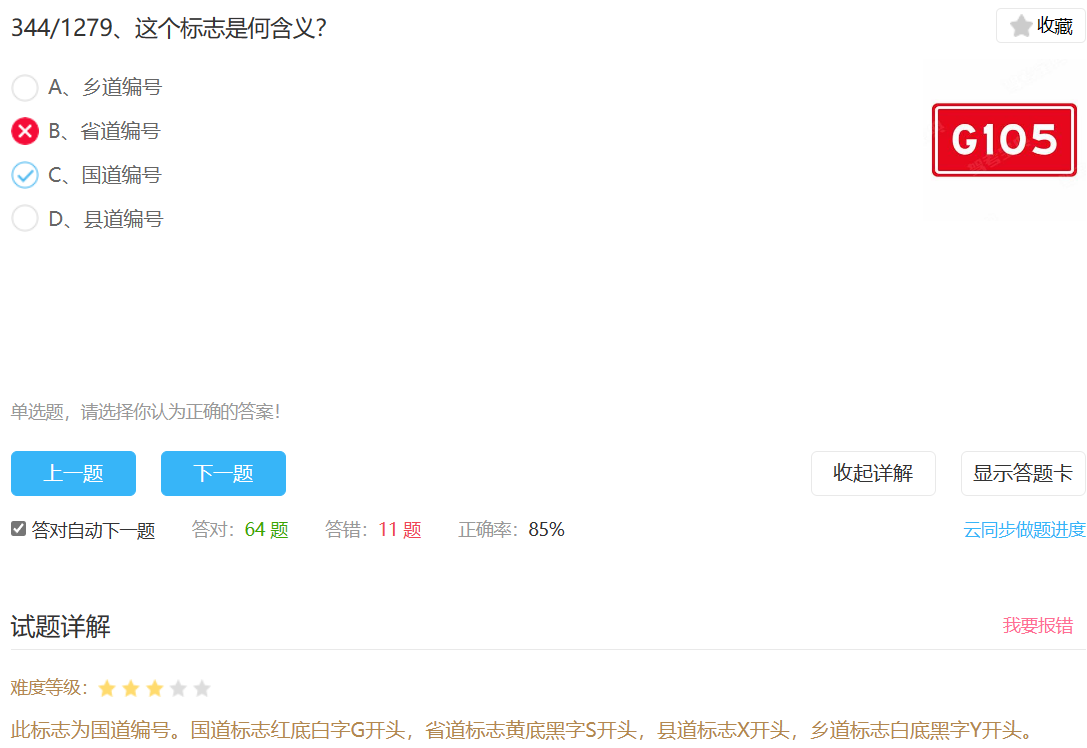 344/1279、这个标志是何含义？
收藏
A、乡道编号
B、省道编号
C、国道编号
D、县道编号
G105
单选题，请选择你认为正确的答案！
上一题
下一题
收起详解
显示答题卡
答对自动下一题 答对：64 题 答错：11 题 正确率：85%
云同步做题进度
试题详解
我要报错
难度等级：
此标志为国道编号。国道标志红底白字G开头，省道标志黄底黑字S开头，县道标志X开头，乡道标志白底黑字Y开头。